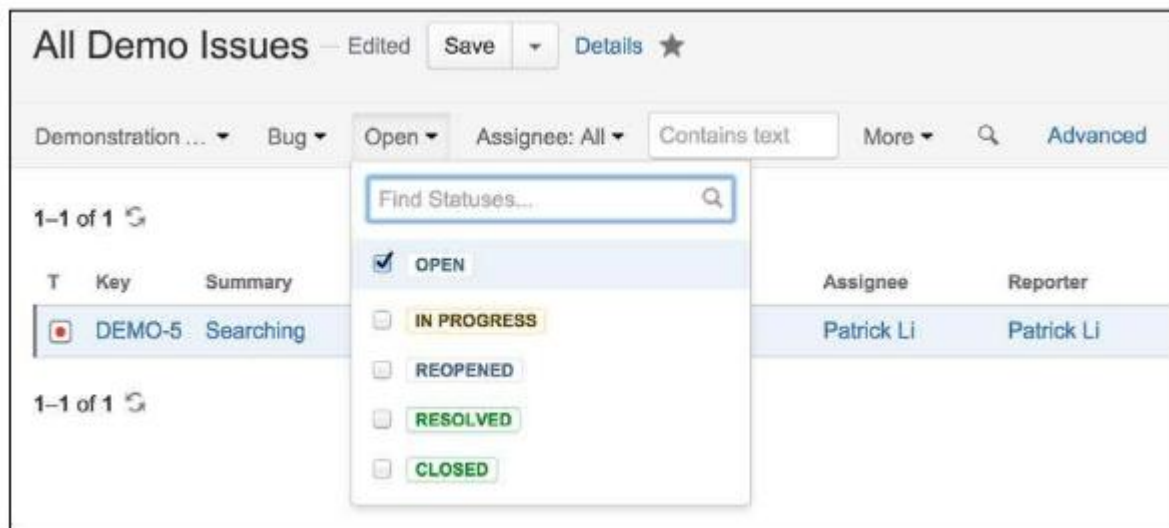 All Demo Issues – Edited Save Details
Demonstration ... Bug Open Assignee: All Contains text More Advanced
Find Statuses...
1–1 of 1
OPEN
T Key Summary Assignee Reporter
IN PROGRESS
DEMO-5 Searching Patrick Li Patrick Li
REOPENED
1–1 of 1
RESOLVED
CLOSED